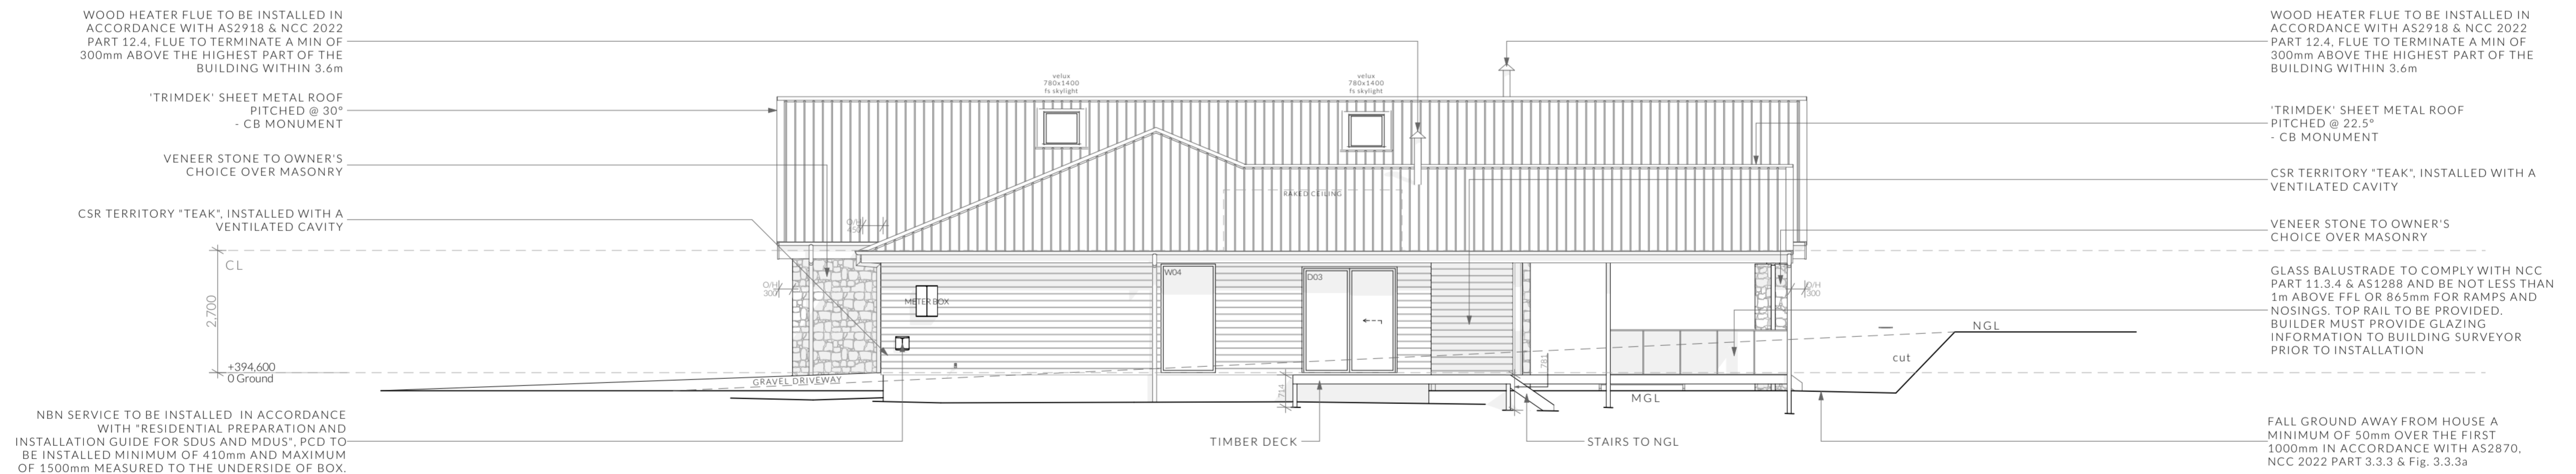 WOOD HEATER FLUE TO BE INSTALLED IN
ACCORDANCE WITH AS2918 & NCC 2022
PART 12.4, FLUE TO TERMINATE A MIN OF
300mm ABOVE THE HIGHEST PART OF THE
BUILDING WITHIN 3.6m
'TRIMDEK' SHEET METAL ROOF
PITCHED @ 30°
- CB MONUMENT
VENEER STONE TO OWNER'S
CHOICE OVER MASONRY
CSR TERRITORY "TEAK", INSTALLED WITH A
VENTILATED CAVITY
CL
2,700
+394,600
0 Ground
NBN SERVICE TO BE INSTALLED IN ACCORDANCE
WITH "RESIDENTIAL PREPARATION AND
INSTALLATION GUIDE FOR SDUS AND MDUS", PCD TO
BE INSTALLED MINIMUM OF 410mm AND MAXIMUM
OF 1500mm MEASURED TO THE UNDERSIDE OF BOX.
velux
780x1400
fs skylight
velux
780x1400
fs skylight
RAKED CEILING
O/H
450
O/H
300
METER BOX
W04
D03
GRAVEL DRIVEWAY
714
781
TIMBER DECK
STAIRS TO NGL
MGL
O/H
300
NGL
cut
WOOD HEATER FLUE TO BE INSTALLED IN
ACCORDANCE WITH AS2918 & NCC 2022
PART 12.4, FLUE TO TERMINATE A MIN OF
300mm ABOVE THE HIGHEST PART OF THE
BUILDING WITHIN 3.6m
'TRIMDEK' SHEET METAL ROOF
PITCHED @ 22.5°
- CB MONUMENT
CSR TERRITORY "TEAK", INSTALLED WITH A
VENTILATED CAVITY
VENEER STONE TO OWNER'S
CHOICE OVER MASONRY
GLASS BALUSTRADE TO COMPLY WITH NCC
PART 11.3.4 & AS1288 AND BE NOT LESS THAN
1m ABOVE FFL OR 865mm FOR RAMPS AND
NOSINGS. TOP RAIL TO BE PROVIDED.
BUILDER MUST PROVIDE GLAZING
INFORMATION TO BUILDING SURVEYOR
PRIOR TO INSTALLATION
FALL GROUND AWAY FROM HOUSE A
MINIMUM OF 50mm OVER THE FIRST
1000mm IN ACCORDANCE WITH AS2870,
NCC 2022 PART 3.3.3 & Fig. 3.3.3a